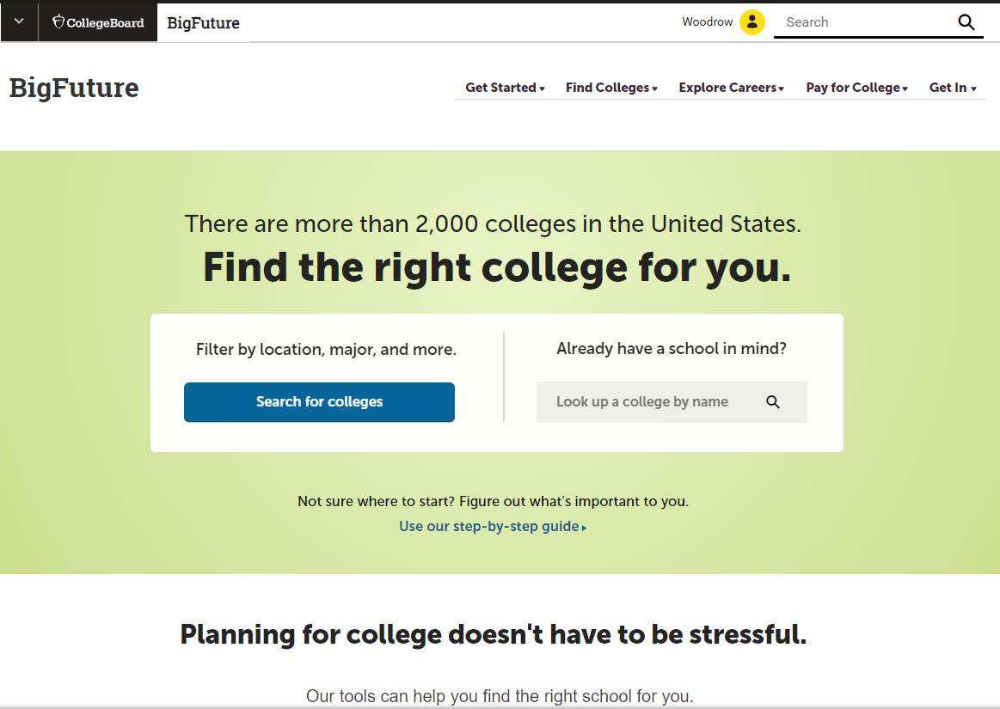 CollegeBoard
BigFuture
Woodrow
Search
BigFuture
Get Started
Find Colleges
Explore Careers
Pay for College
Get In
There are more than 2,000 colleges in the United States.
Find the right college for you.
Filter by location, major, and more.
Search for colleges
Already have a school in mind?
Look up a college by name
Not sure where to start? Figure out what's important to you.
Use our step-by-step guide
Planning for college doesn't have to be stressful.
Our tools can help you find the right school for you.